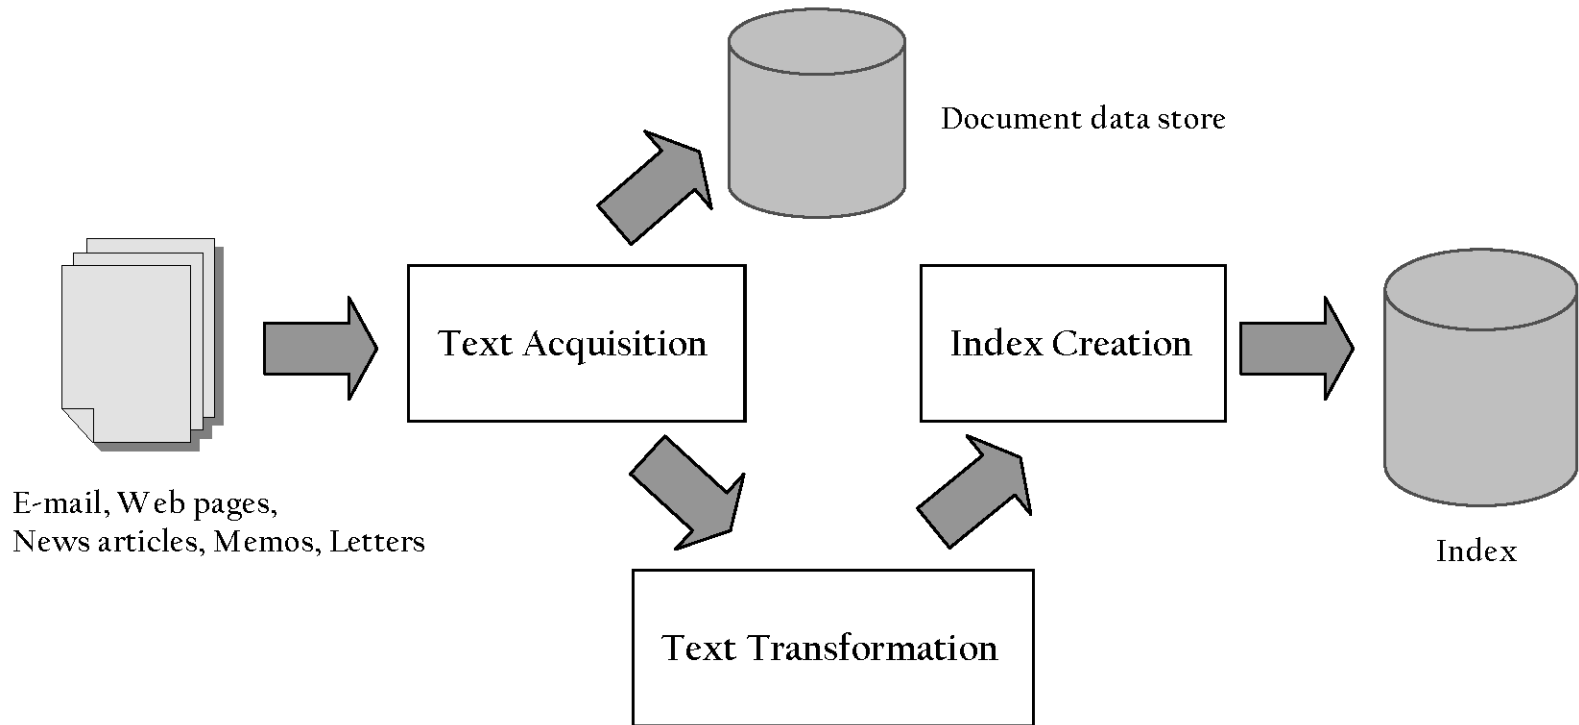 Document data store
Text Acquisition
Index Creation
E-mail, Web pages,
News articles, Memos, Letters
Index
Text Transformation